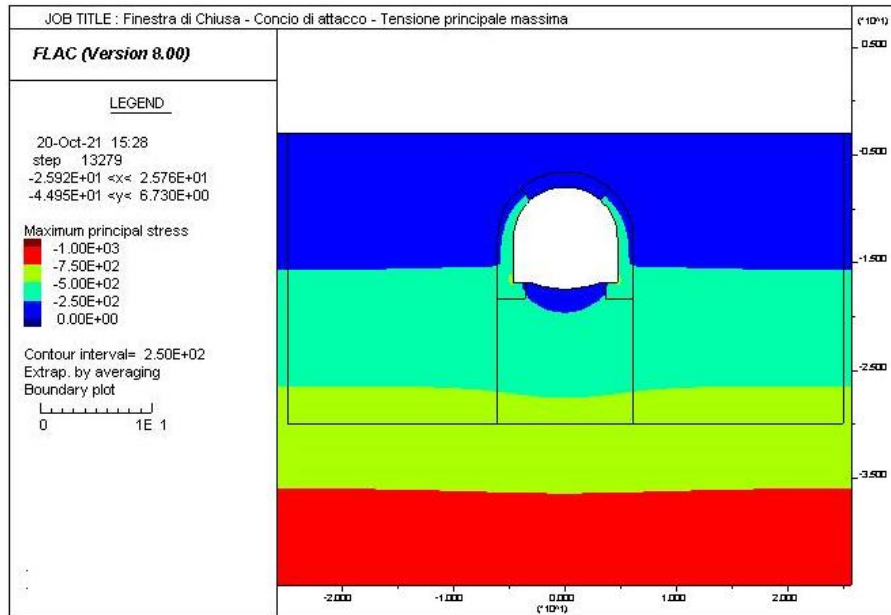 JOB TITLE : Finestra di Chiusa - Concio di attacco - Tensione principale massima
(*10^1)
FLAC (Version 8.00)
LEGEND
20-Oct-21 15:28
step 13279
-2.592E+01 <x< 2.576E+01
-4.495E+01 <y< 6.730E+00
Maximum principal stress
-1.00E+03
-7.50E+02
-5.00E+02
-2.50E+02
0.00E+00
Contour interval= 2.50E+02
Extrap. by averaging
Boundary plot
0 1E 1
0.500
-0.500
-1.500
-2.500
-3.500
-2.000 -1.000 0.000 1.000 2.000
(*10^1)